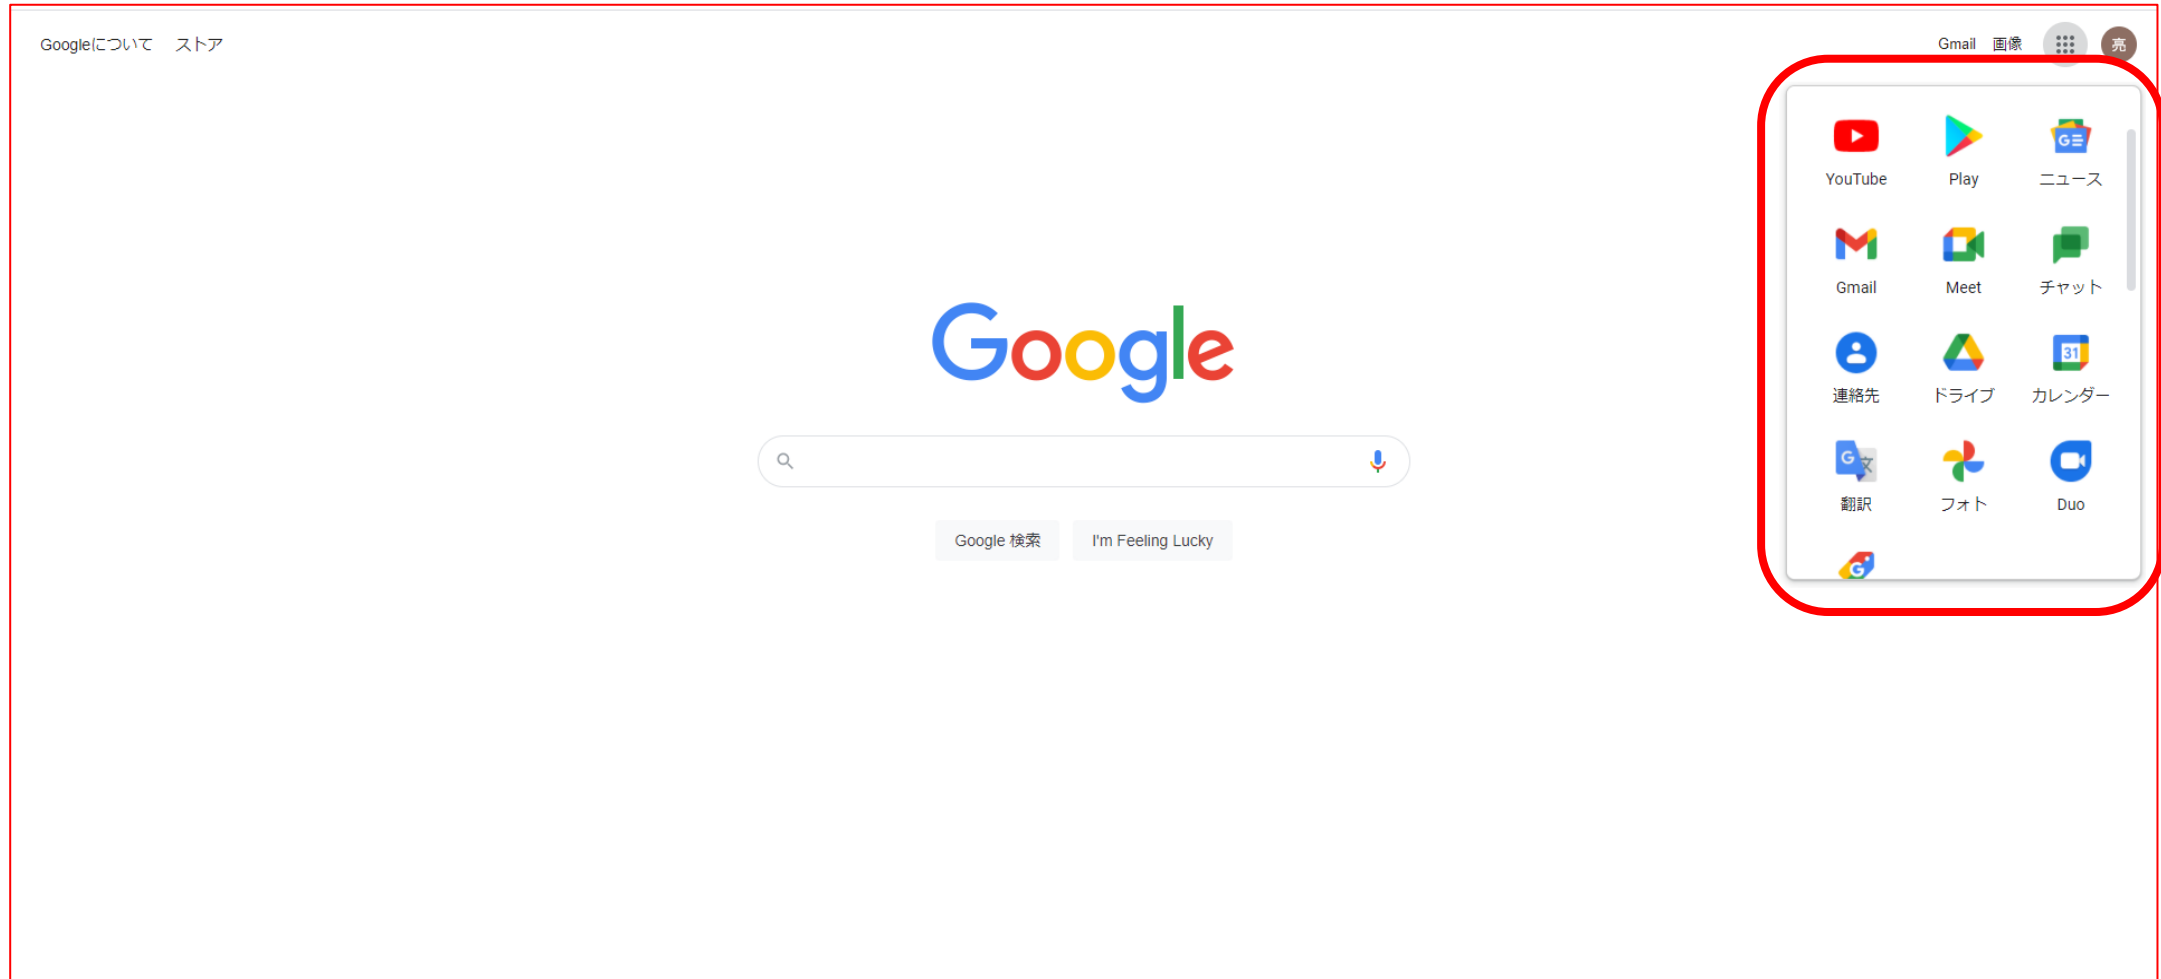 Googleについて ストア
Gmail 画像 亮
YouTube Play ニュース
Gmail Meet チャット
31
連絡先 ドライブ カレンダー
G 文
翻訳 フォト Duo
G
Google
Google 検索 I'm Feeling Lucky